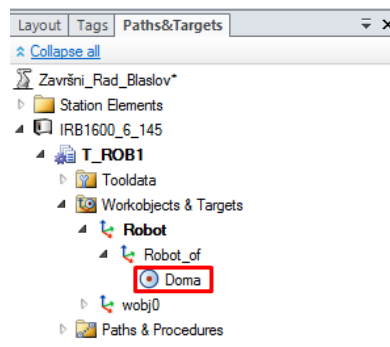 Layout Tags Paths&Targets
Collapse all
Završni_Rad_Blaslov*
Station Elements
IRB1600_6_145
T_ROB1
Tooldata
Workobjects & Targets
Robot
Robot_of
Doma
wobj0
Paths & Procedures